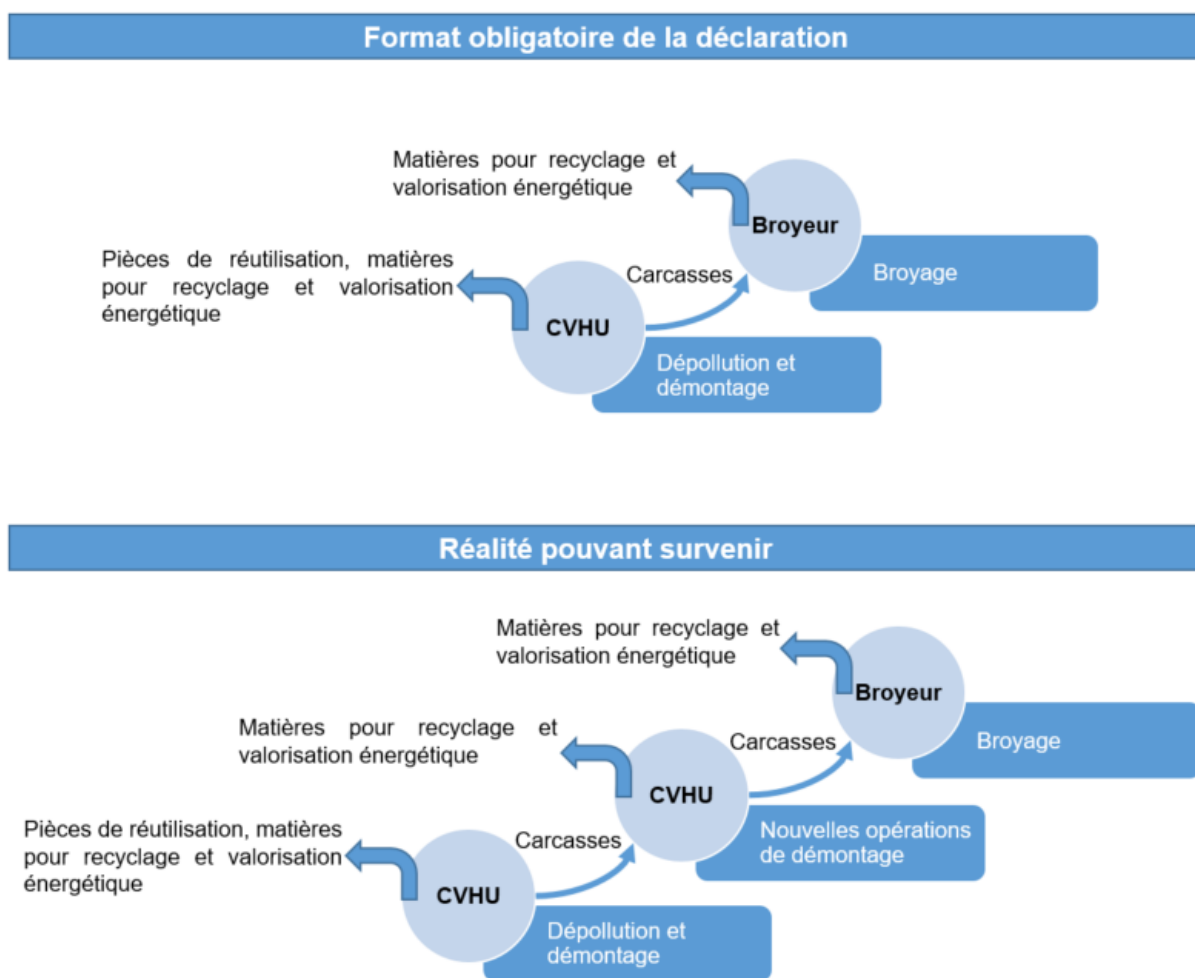 Format obligatoire de la déclaration
Matières pour recyclage et
valorisation énergétique
Broyeur
Broyage
Pièces de réutilisation, matières
pour recyclage et valorisation
énergétique
Carcasses
CVHU
Dépollution et
démontage
Réalité pouvant survenir
Matières pour recyclage et
valorisation énergétique
Broyeur
Broyage
Matières pour recyclage et
valorisation énergétique
Carcasses
CVHU
Nouvelles opérations
de démontage
Pièces de réutilisation, matières
pour recyclage et valorisation
énergétique
Carcasses
CVHU
Dépollution et
démontage